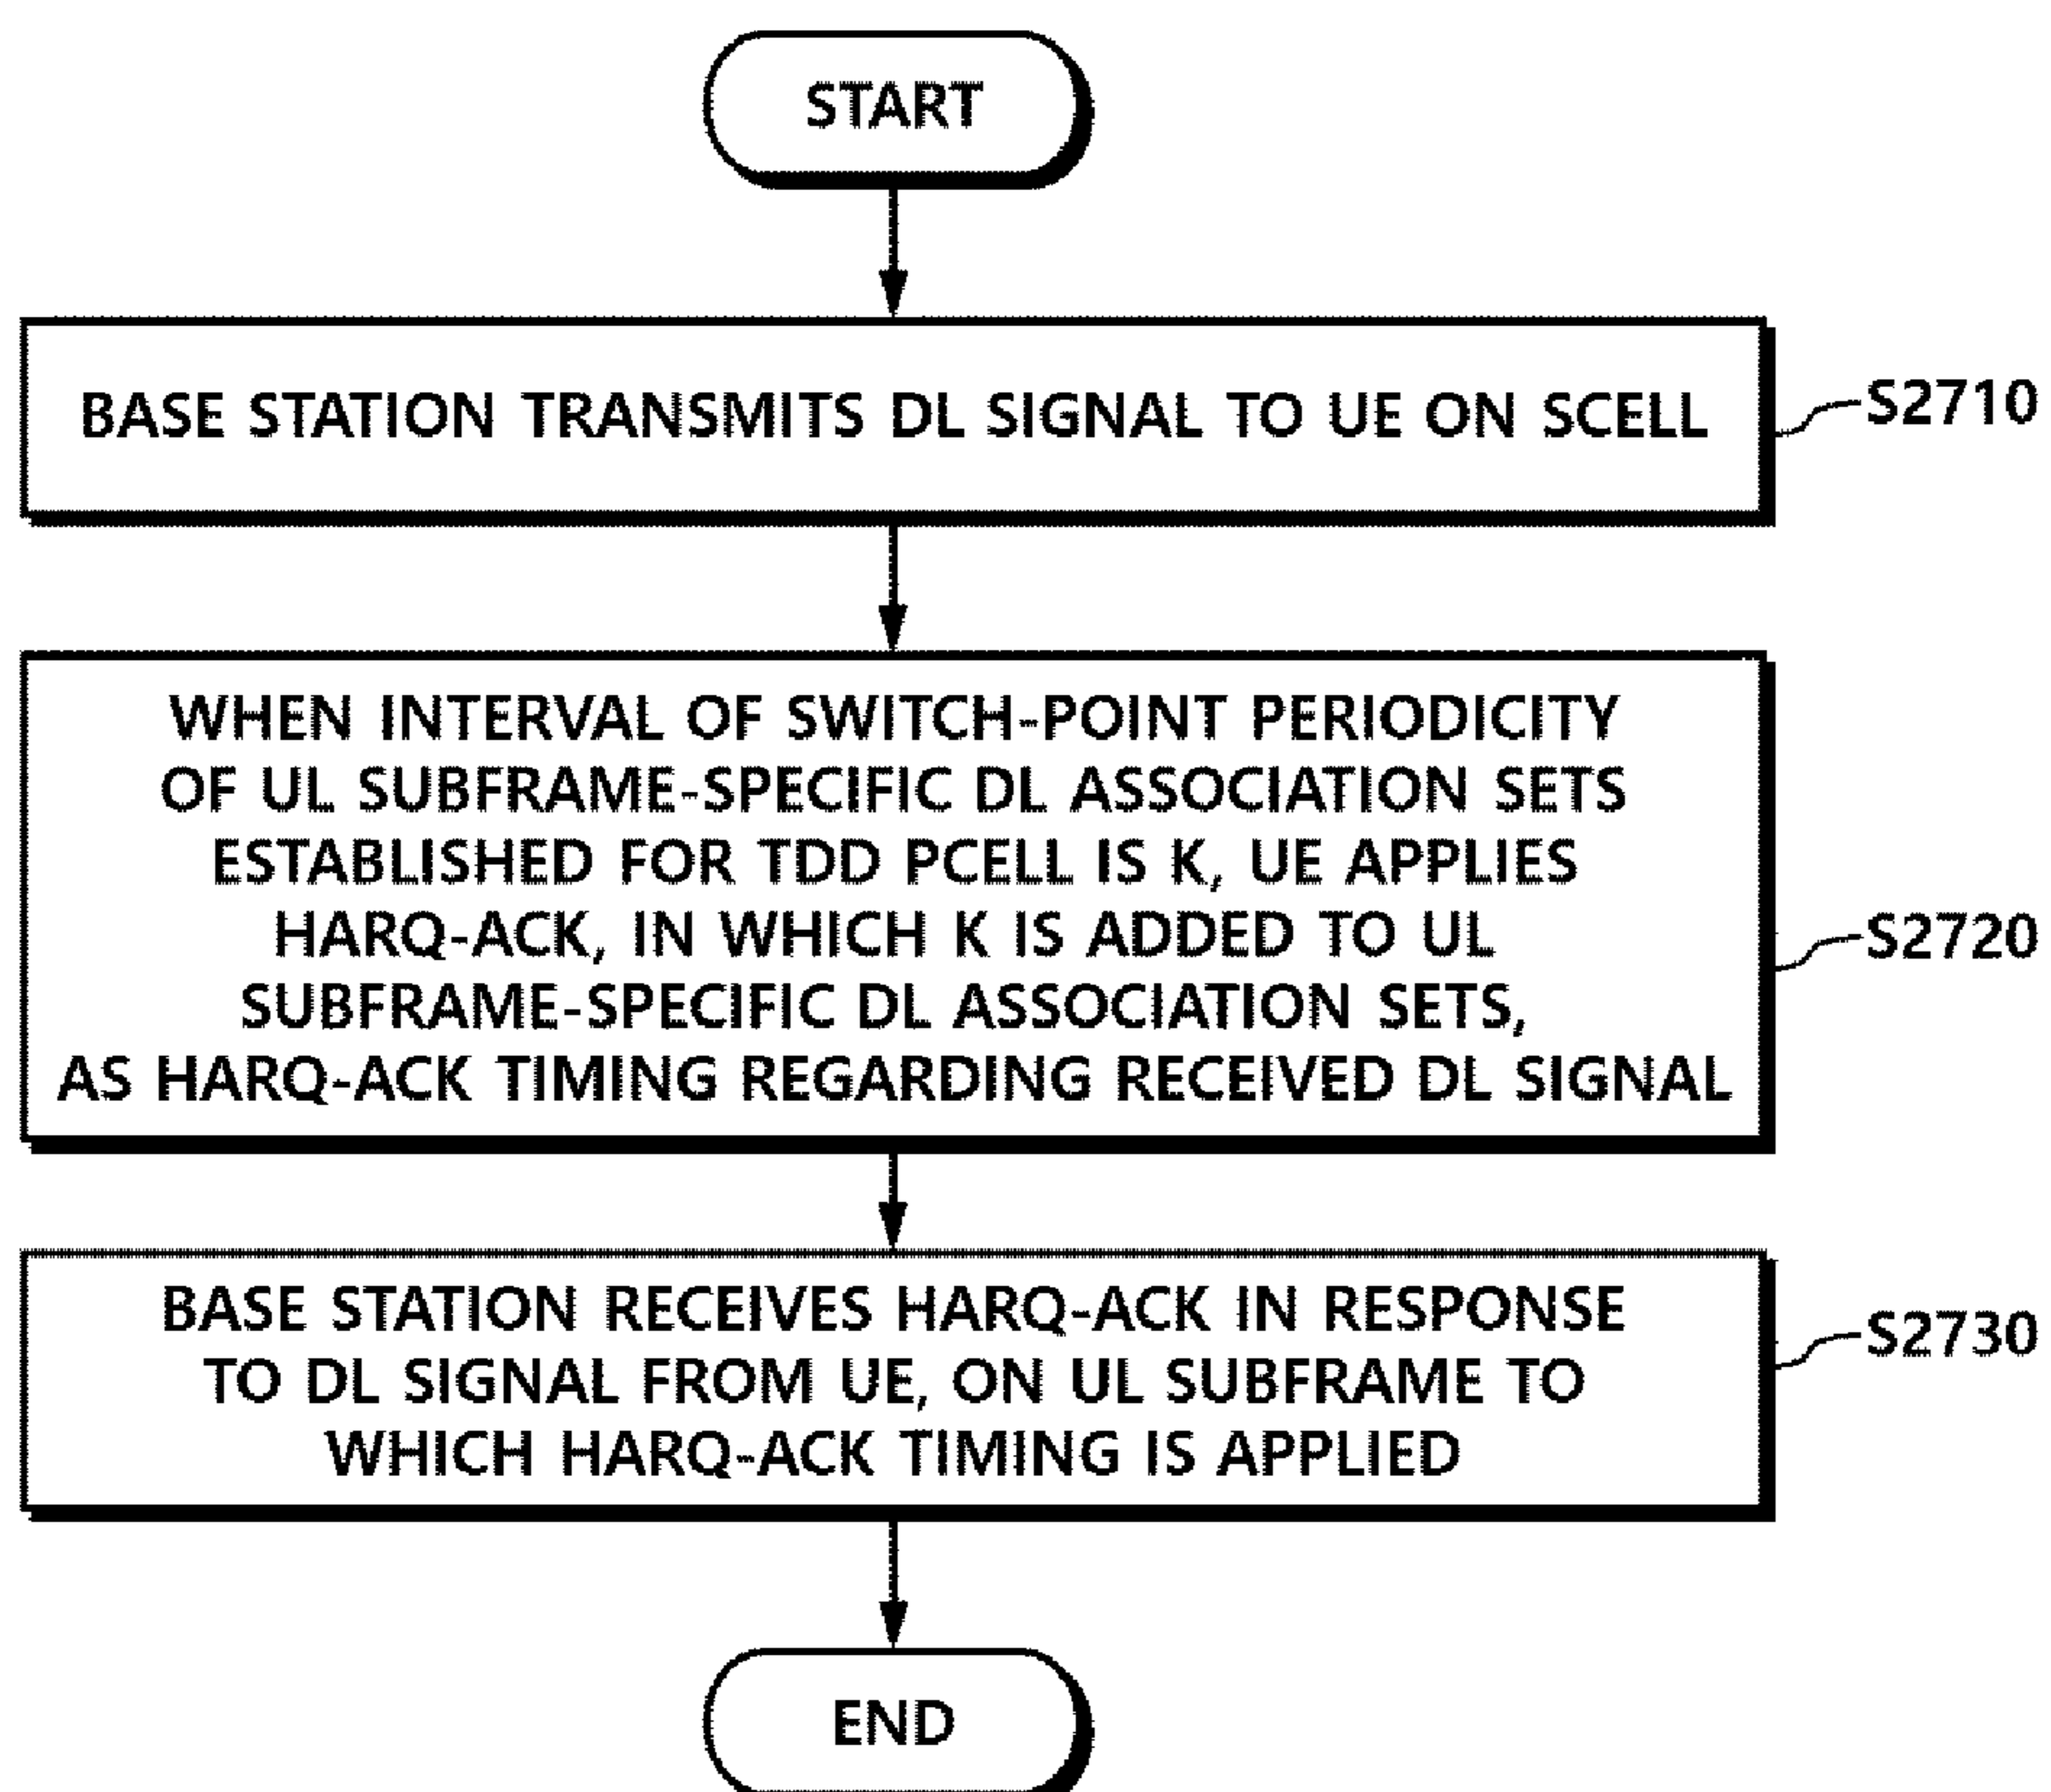 START
BASE STATION TRANSMITS DL SIGNAL TO UE ON SCELL
S2710
WHEN INTERVAL OF SWITCH-POINT PERIODICITY
OF UL SUBFRAME-SPECIFIC DL ASSOCIATION SETS
ESTABLISHED FOR TDD PCELL IS K, UE APPLIES
HARQ-ACK, IN WHICH K IS ADDED TO UL
SUBFRAME-SPECIFIC DL ASSOCIATION SETS,
AS HARQ-ACK TIMING REGARDING RECEIVED DL SIGNAL
S2720
BASE STATION RECEIVES HARQ-ACK IN RESPONSE
TO DL SIGNAL FROM UE, ON UL SUBFRAME TO
WHICH HARQ-ACK TIMING IS APPLIED
S2730
END